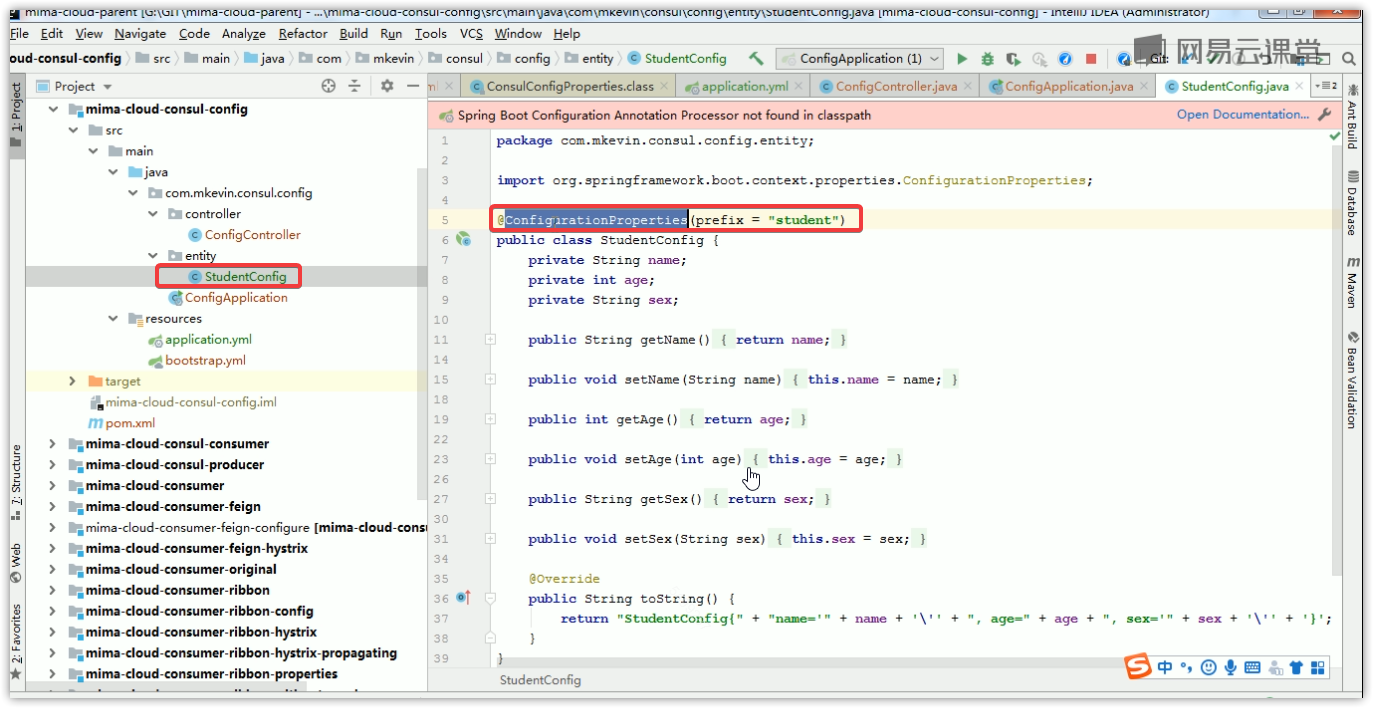 mima-cloud-parent [G:\GIT\mima-cloud-parent] - ...\mima-cloud-consul-config\src\main\java\com\mkevin\consul\config\entity\StudentConfig.java [mima-cloud-consul-config] - IntelliJ IDEA (Administrator)
File Edit View Navigate Code Analyze Refactor Build Run Tools VCS Window Help
oud-consul-config src main java com mkevin consul config entity StudentConfig ConfigApplication (1) Git:
网易云课堂
Project
ConsulConfigProperties.class application.yml ConfigController.java ConfigApplication.java StudentConfig.java 2
Spring Boot Configuration Annotation Processor not found in classpath Open Documentation...
1: Project
7: Structure
Web
2: Favorites
mima-cloud-consul-config
src
main
java
com.mkevin.consul.config
controller
ConfigController
entity
StudentConfig
ConfigApplication
resources
application.yml
bootstrap.yml
target
mima-cloud-consul-config.iml
pom.xml
mima-cloud-consul-consumer
mima-cloud-consul-producer
mima-cloud-consumer
mima-cloud-consumer-feign
mima-cloud-consumer-feign-configure [mima-cloud-consu
mima-cloud-consumer-feign-hystrix
mima-cloud-consumer-original
mima-cloud-consumer-ribbon
mima-cloud-consumer-ribbon-config
mima-cloud-consumer-ribbon-hystrix
mima-cloud-consumer-ribbon-hystrix-propagating
mima-cloud-consumer-ribbon-properties
1 package com.mkevin.consul.config.entity;
2
3 import org.springframework.boot.context.properties.ConfigurationProperties;
4
5 @ConfigurationProperties(prefix = "student")
6 public class StudentConfig {
7 private String name;
8 private int age;
9 private String sex;
10
11 public String getName() { return name; }
14
15 public void setName(String name) { this.name = name; }
18
19 public int getAge() { return age; }
22
23 public void setAge(int age) { this.age = age; }
26
27 public String getSex() { return sex; }
30
31 public void setSex(String sex) { this.sex = sex; }
34
35 @Override
36 public String toString() {
37 return "StudentConfig{" + "name='" + name + '\'' + ", age=" + age + ", sex='" + sex + '\'' + '}';
38 }
39 }
StudentConfig
Ant Build
Database
Maven
Bean Validation
中